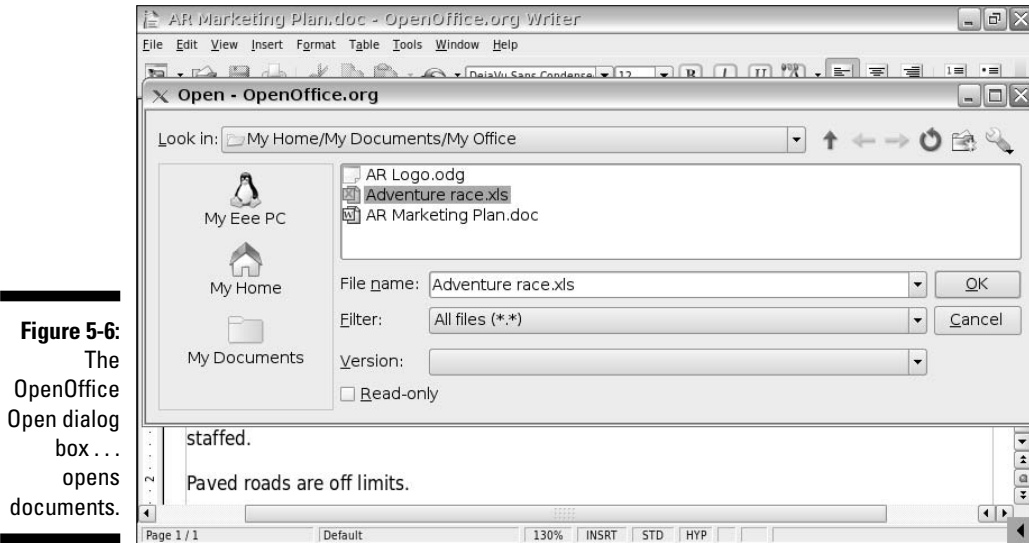 AR Marketing Plan.doc - OpenOffice.org Writer
File Edit View Insert Format Table Tools Window Help
DejaVu Sans Condense 12 B I U
Open - OpenOffice.org
Look in: My Home/My Documents/My Office
My Eee PC
My Home
My Documents
AR Logo.odg
Adventure race.xls
AR Marketing Plan.doc
File name: Adventure race.xls OK
Filter: All files (*.*) Cancel
Version:
Read-only
staffed.
2
Paved roads are off limits.
Page 1 / 1 Default 130% INSRT STD HYP
Figure 5-6:
The
OpenOffice
Open dialog
box . . .
opens
documents.